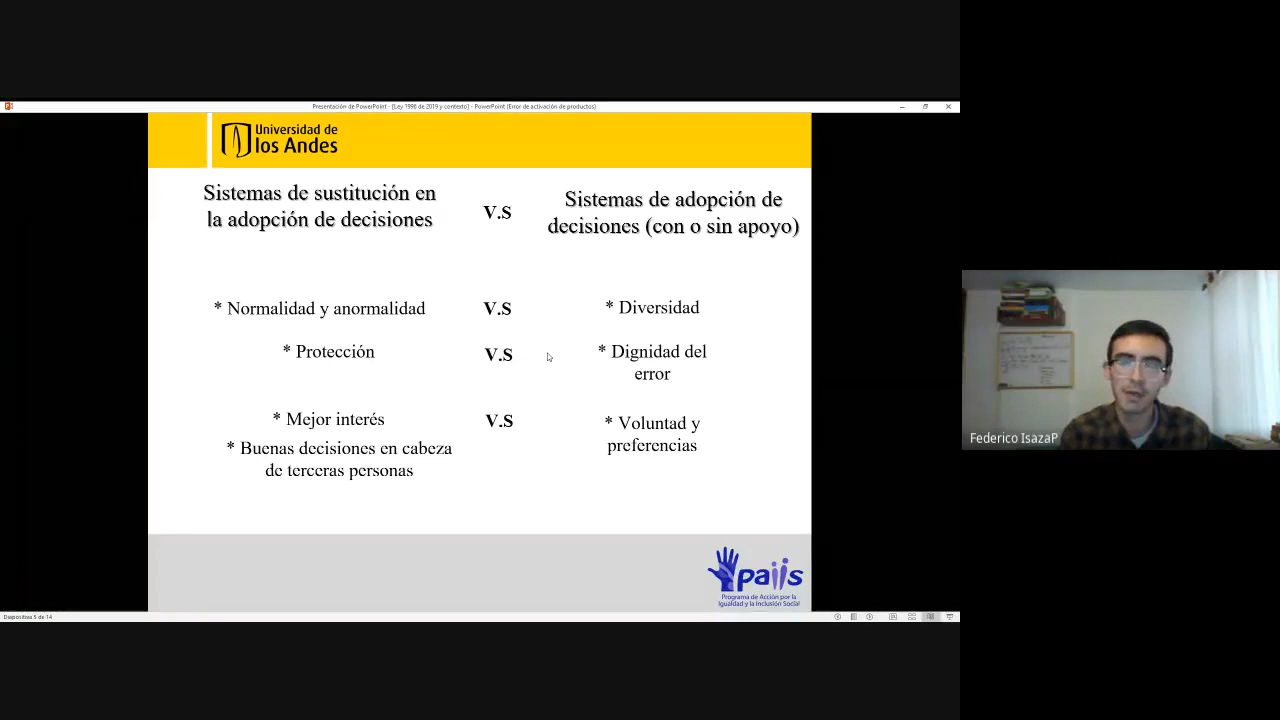 Presentación de PowerPoint - [Ley 1996 de 2019 y contexto] - PowerPoint (Error de activación de productos)
Universidad de
los Andes
Sistemas de sustitución en
la adopción de decisiones
V.S
Sistemas de adopción de
decisiones (con o sin apoyo)
* Normalidad y anormalidad
V.S
* Diversidad
* Protección
V.S
* Dignidad del
error
* Mejor interés
V.S
* Voluntad y
preferencias
* Buenas decisiones en cabeza
de terceras personas
paiis
Programa de Acción por la
Igualdad y la Inclusión Social
Diapositiva 5 de 14
Federico IsazaP